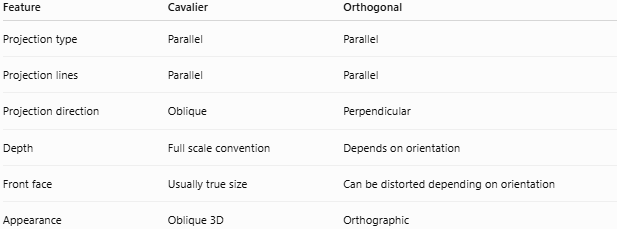 Feature Cavalier Orthogonal
Projection type Parallel Parallel
Projection lines Parallel Parallel
Projection direction Oblique Perpendicular
Depth Full scale convention Depends on orientation
Front face Usually true size Can be distorted depending on orientation
Appearance Oblique 3D Orthographic